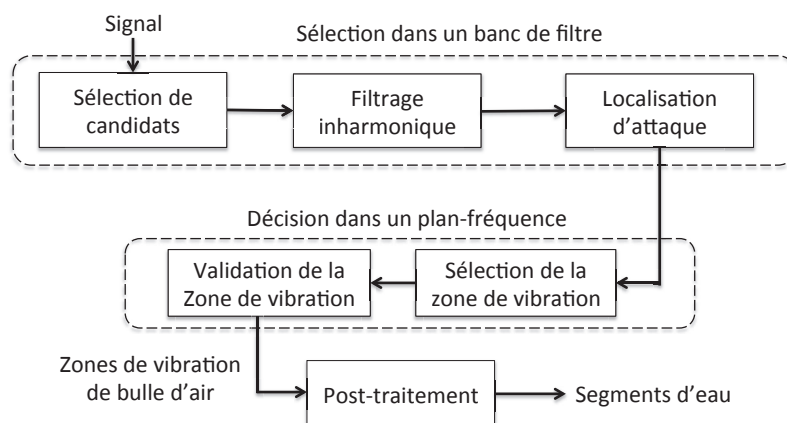 Signal
Sélection dans un banc de filtre
Sélection de
candidats
Filtrage
inharmonique
Localisation
d'attaque
Décision dans un plan-fréquence
Validation de la
Zone de vibration
Sélection de la
zone de vibration
Zones de vibration
de bulle d'air
Post-traitement
Segments d'eau